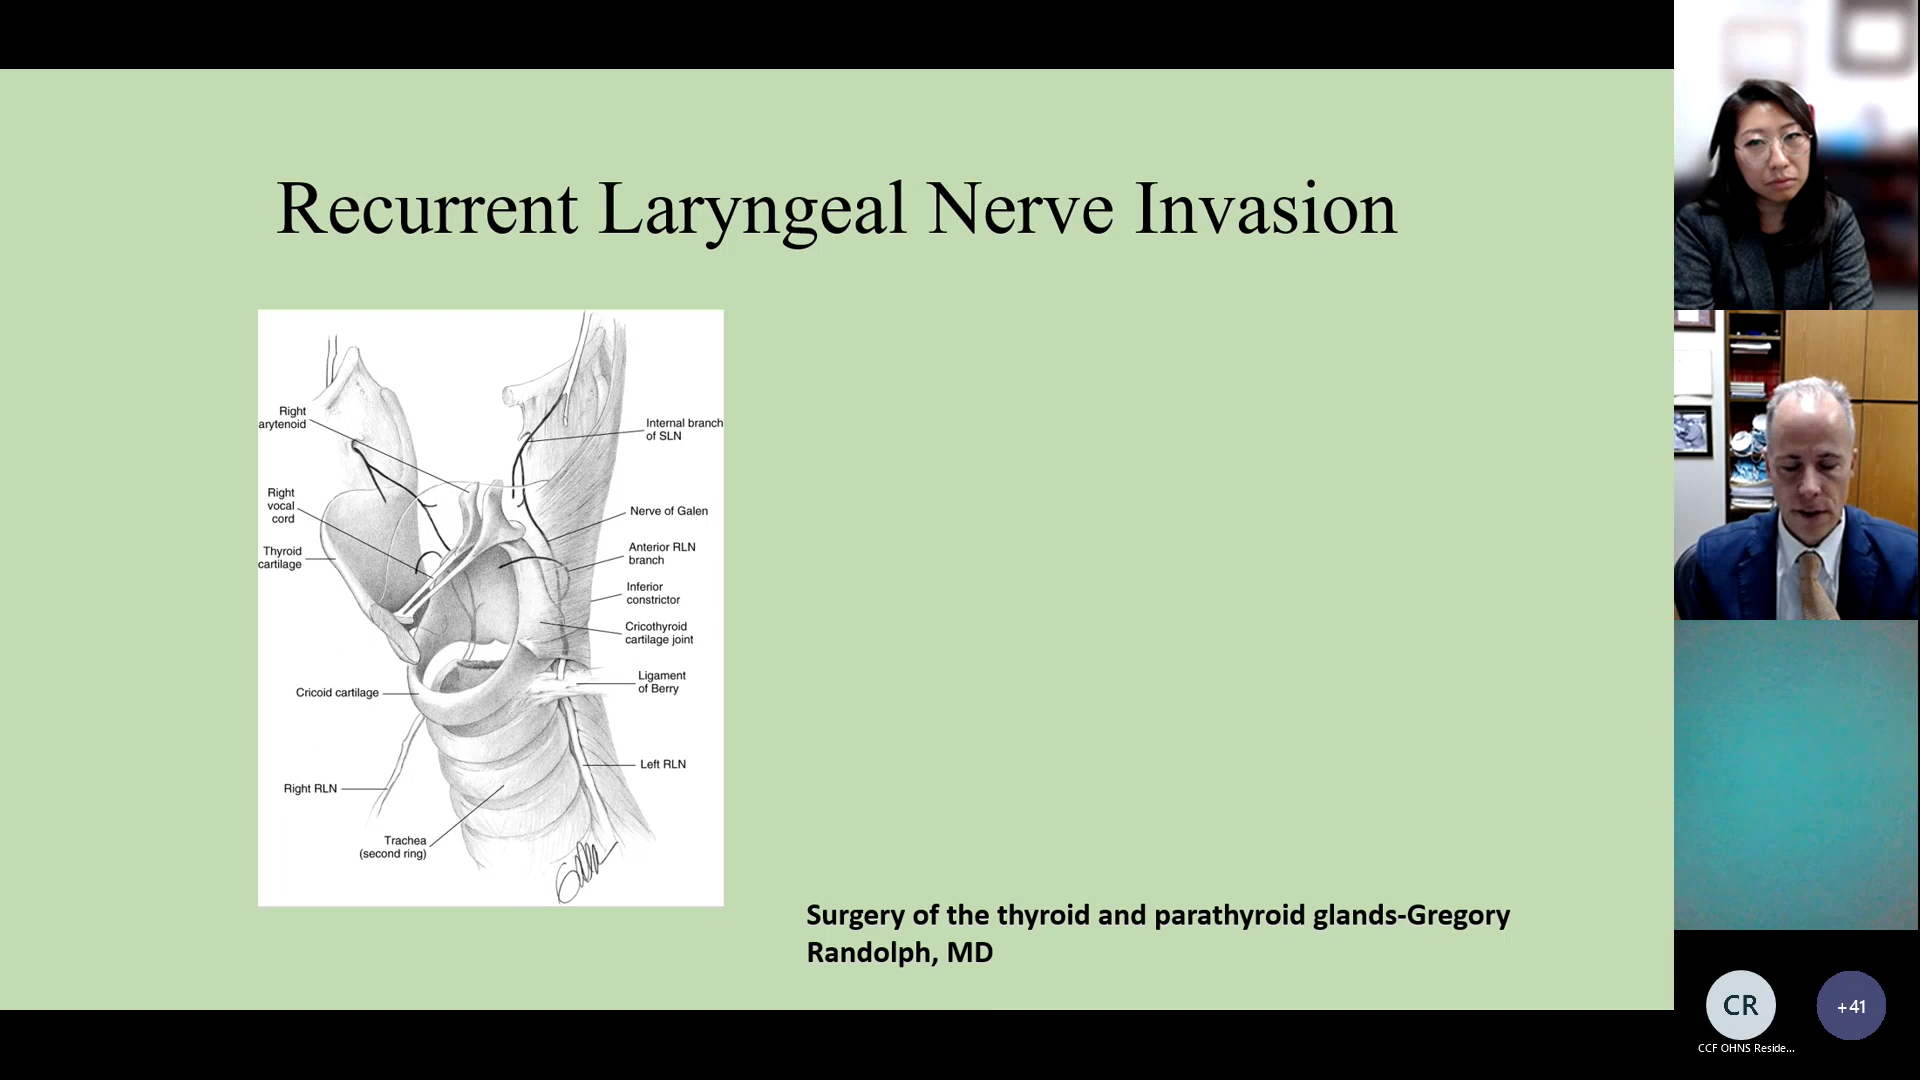 Recurrent Laryngeal Nerve Invasion
Right
arytenoid
Internal branch
of SLN
Right
vocal
cord
Nerve of Galen
Thyroid
cartilage
Anterior RLN
branch
Inferior
constrictor
Cricothyroid
cartilage joint
Ligament
of Berry
Cricoid cartilage
Left RLN
Right RLN
Trachea
(second ring)
Surgery of the thyroid and parathyroid glands-Gregory
Randolph, MD
CR
+41
CCF OHNS Reside...